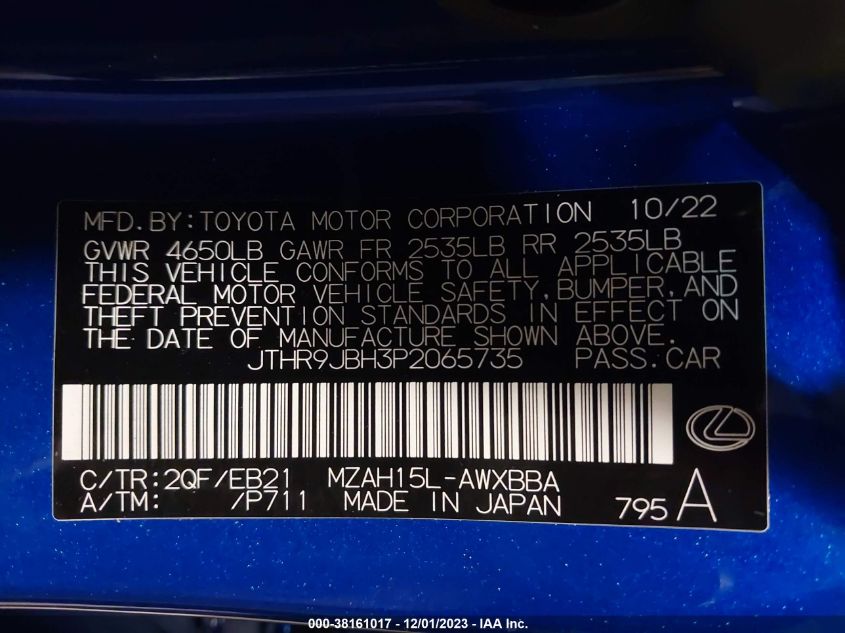 MFD.BY:TOYOTA MOTOR CORPORATION 10/22
GVWR 4650LB GAWR FR 2535LB RR 2535LB
THIS VEHICLE CONFORMS TO ALL APPLICABLE
FEDERAL MOTOR VEHICLE SAFETY,BUMPER,AND
THEFT PREVENTION STANDARDS IN EFFECT ON
THE DATE OF MANUFACTURE SHOWN ABOVE.
JTHR9JBH3P2065735 PASS.CAR
C/TR:2QF/EB21 MZAH15L-AWXBBA
A/TM: /P711 MADE IN JAPAN 795 A
000-38161017 - 12/01/2023 - IAA Inc.